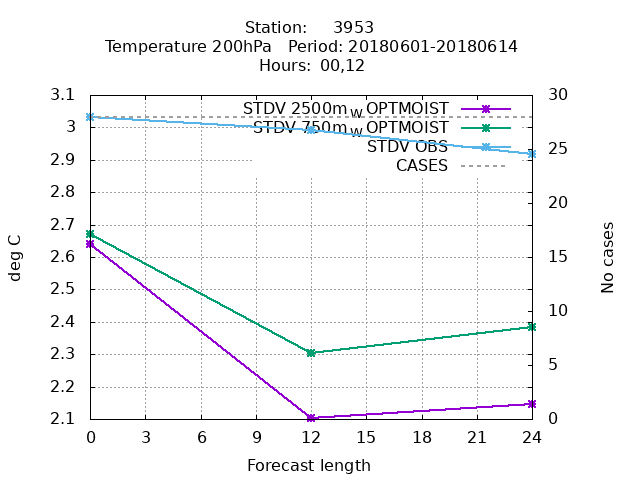 Station: 3953
Temperature 200hPa Period: 20180601-20180614
Hours: 00,12
STDV 2500m_W OPTMOIST
STDV 750m_W OPTMOIST
STDV OBS
CASES
3.1
3
2.9
2.8
2.7
2.6
2.5
2.4
2.3
2.2
2.1
30
25
20
15
10
5
0
deg C
No cases
0 3 6 9 12 15 18 21 24
Forecast length